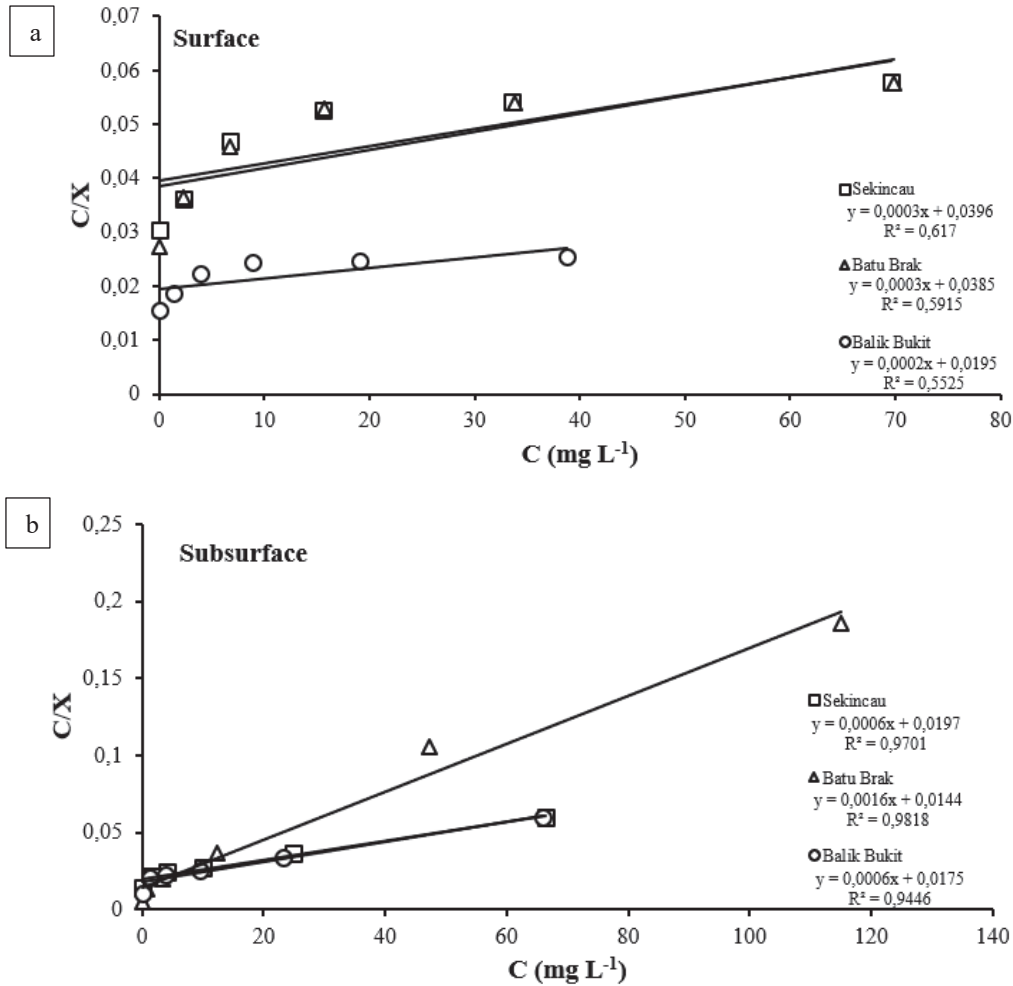 a
Surface
0,07
0,06
0,05
0,04
0,03
0,02
0,01
0
C/X
0 10 20 30 40 50 60 70 80
C (mg L⁻¹)
Sekincau
y = 0,0003x + 0,0396
R² = 0,617
Batu Brak
y = 0,0003x + 0,0385
R² = 0,5915
Balik Bukit
y = 0,0002x + 0,0195
R² = 0,5525
b
Subsurface
0,25
0,2
0,15
0,1
0,05
0
C/X
0 20 40 60 80 100 120 140
C (mg L⁻¹)
Sekincau
y = 0,0006x + 0,0197
R² = 0,9701
Batu Brak
y = 0,0016x + 0,0144
R² = 0,9818
Balik Bukit
y = 0,0006x + 0,0175
R² = 0,9446